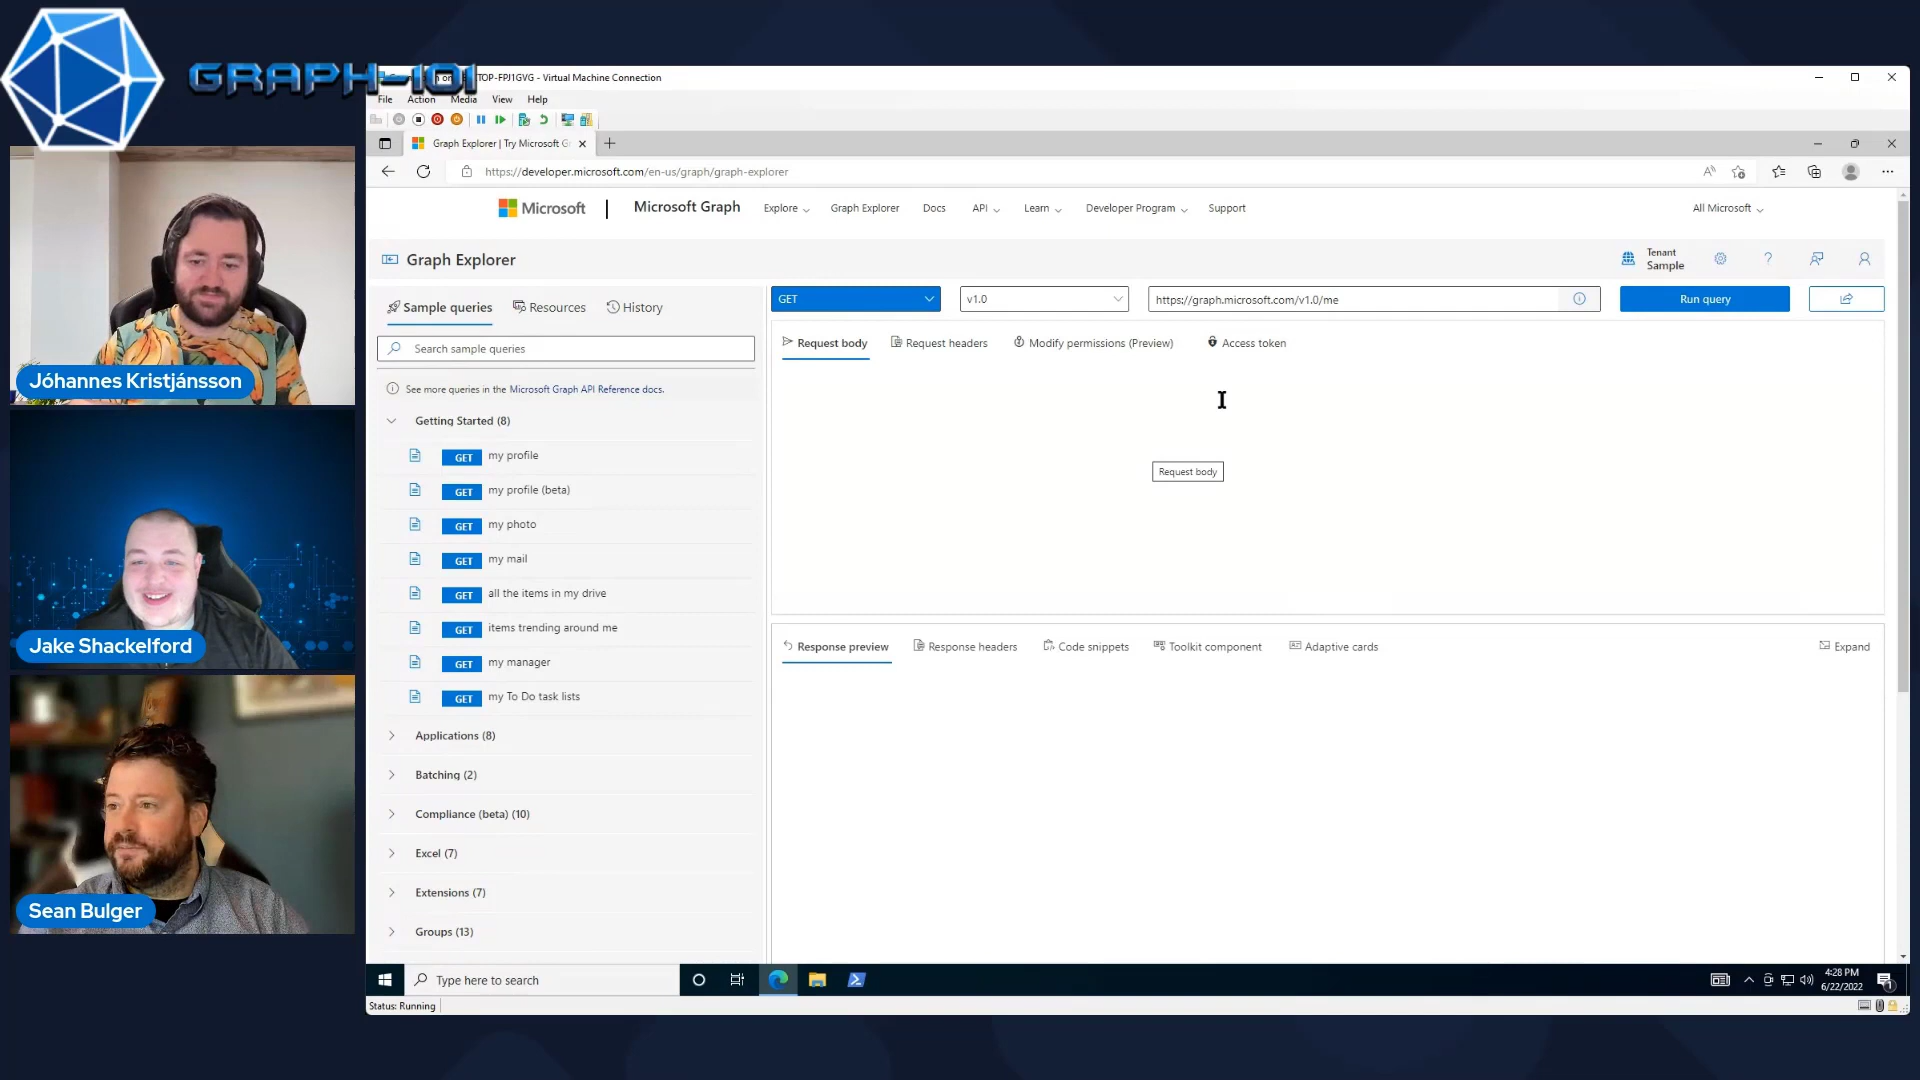 GRAPH-101
TOP-FPJ1GVG - Virtual Machine Connection
File Action Media View Help
Graph Explorer | Try Microsoft Gr
https://developer.microsoft.com/en-us/graph/graph-explorer
Microsoft
Microsoft Graph Explore Graph Explorer Docs API Learn Developer Program Support All Microsoft
Graph Explorer
Tenant
Sample
Sample queries Resources History
GET v1.0 https://graph.microsoft.com/v1.0/me Run query
Search sample queries
Request body Request headers Modify permissions (Preview) Access token
See more queries in the Microsoft Graph API Reference docs.
Getting Started (8)
GET my profile
GET my profile (beta)
GET my photo
GET my mail
GET all the items in my drive
GET items trending around me
GET my manager
GET my To Do task lists
Applications (8)
Batching (2)
Compliance (beta) (10)
Excel (7)
Extensions (7)
Groups (13)
Request body
Response preview Response headers Code snippets Toolkit component Adaptive cards Expand
Type here to search
4:28 PM
6/22/2022
1
Status: Running
Jóhannes Kristjánsson
Jake Shackelford
Sean Bulger